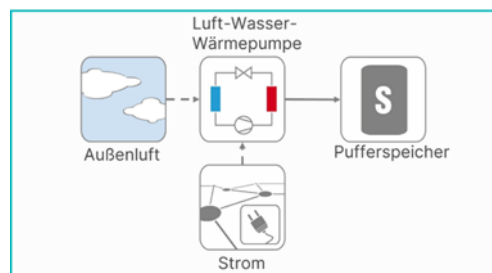 Luft-Wasser-
Wärmepumpe
S
Außenluft
Pufferspeicher
Strom